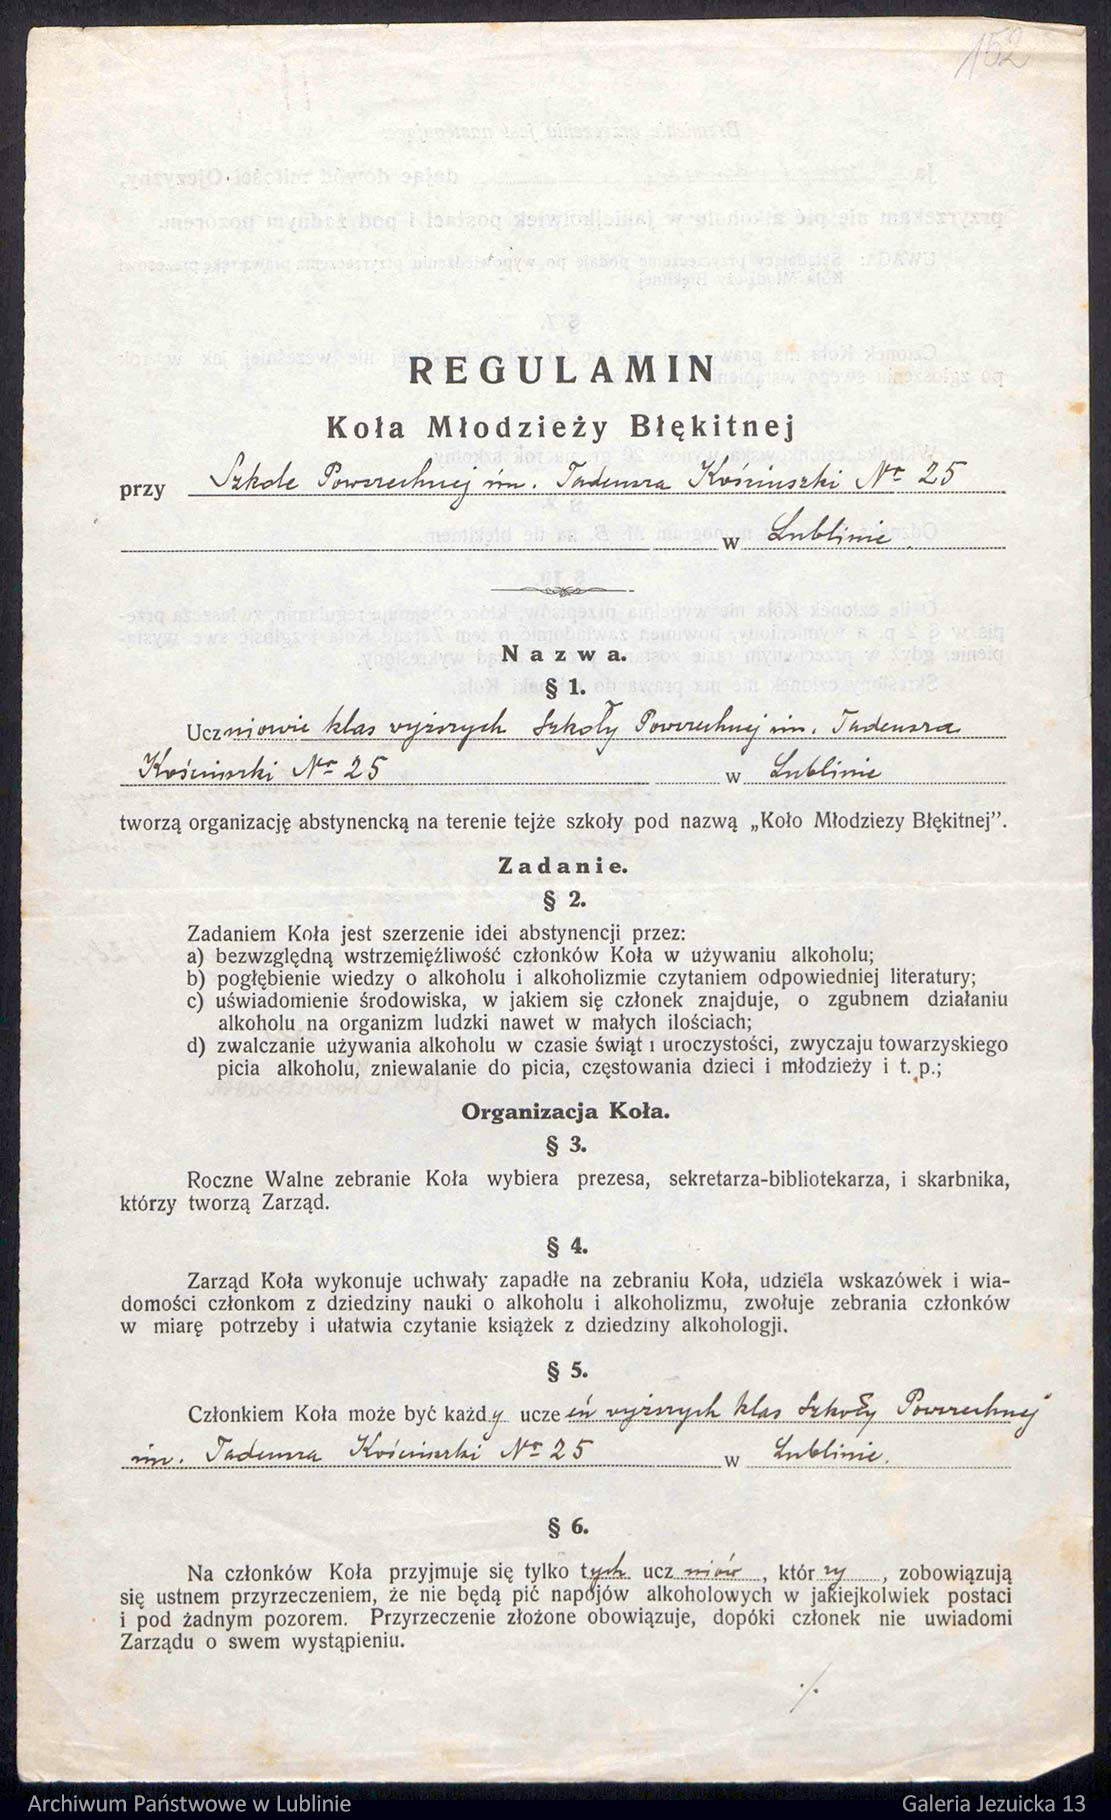 152
REGULAMIN
Koła Młodzieży Błękitnej
przy Szkole Powszechnej im. Tadeusza Kościuszki Nr 25
w Lublinie.
Nazwa.
§ 1.
Uczniowie klas wyższych Szkoły Powszechnej im. Tadeusza
Kościuszki Nr 25 w Lublinie
tworzą organizację abstynencką na terenie tejże szkoły pod nazwą „Koło Młodziezy Błękitnej”.
Zadanie.
§ 2.
Zadaniem Koła jest szerzenie idei abstynencji przez:
a) bezwzględną wstrzemięźliwość członków Koła w używaniu alkoholu;
b) pogłębienie wiedzy o alkoholu i alkoholizmie czytaniem odpowiedniej literatury;
c) uświadomienie środowiska, w jakiem się członek znajduje, o zgubnem działaniu
alkoholu na organizm ludzki nawet w małych ilościach;
d) zwalczanie używania alkoholu w czasie świąt i uroczystości, zwyczaju towarzyskiego
picia alkoholu, zniewalanie do picia, częstowania dzieci i młodzieży i t. p.;
Organizacja Koła.
§ 3.
Roczne Walne zebranie Koła wybiera prezesa, sekretarza-bibliotekarza, i skarbnika,
którzy tworzą Zarząd.
§ 4.
Zarząd Koła wykonuje uchwały zapadłe na zebraniu Koła, udziela wskazówek i wia-
domości członkom z dziedziny nauki o alkoholu i alkoholizmu, zwołuje zebrania członków
w miarę potrzeby i ułatwia czytanie książek z dziedziny alkohologji.
§ 5.
Członkiem Koła może być każdy uczeń wyższych klas Szkoły Powszechnej
im. Tadeusza Kościuszki Nr 25 w Lublinie.
§ 6.
Na członków Koła przyjmuje się tylko tych uczniów, którzy, zobowiązują
się ustnem przyrzeczeniem, że nie będą pić napojów alkoholowych w jakiejkolwiek postaci
i pod żadnym pozorem. Przyrzeczenie złożone obowiązuje, dopóki członek nie uwiadomi
Zarządu o swem wystąpieniu.
./.
Archiwum Państwowe w Lublinie
Galeria Jezuicka 13